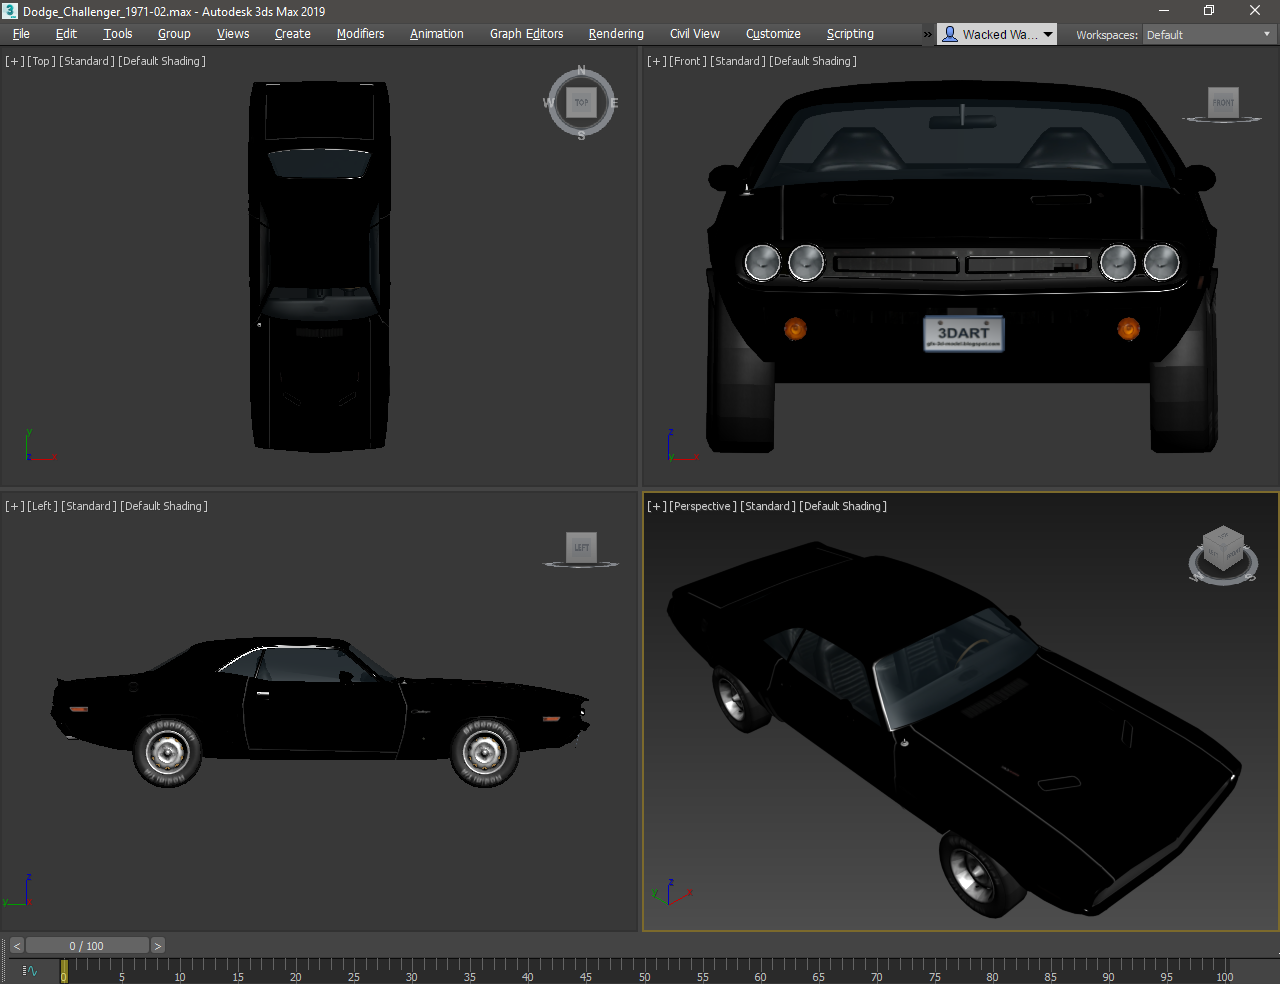 Dodge_Challenger_1971-02.max - Autodesk 3ds Max 2019
File Edit Tools Group Views Create Modifiers Animation Graph Editors Rendering Civil View Customize Scripting » Wacked Wa... Workspaces: Default
[+] [Top] [Standard] [Default Shading]
N
W TOP E
S
[+] [Front] [Standard] [Default Shading]
FRONT
3DART
y
z
z
y
[+] [Left] [Standard] [Default Shading]
LEFT
BFGoodrich
BFGoodrich
z
y
[+] [Perspective] [Standard] [Default Shading]
W S
z
y x
< 0 / 100 >
0 5 10 15 20 25 30 35 40 45 50 55 60 65 70 75 80 85 90 95 100